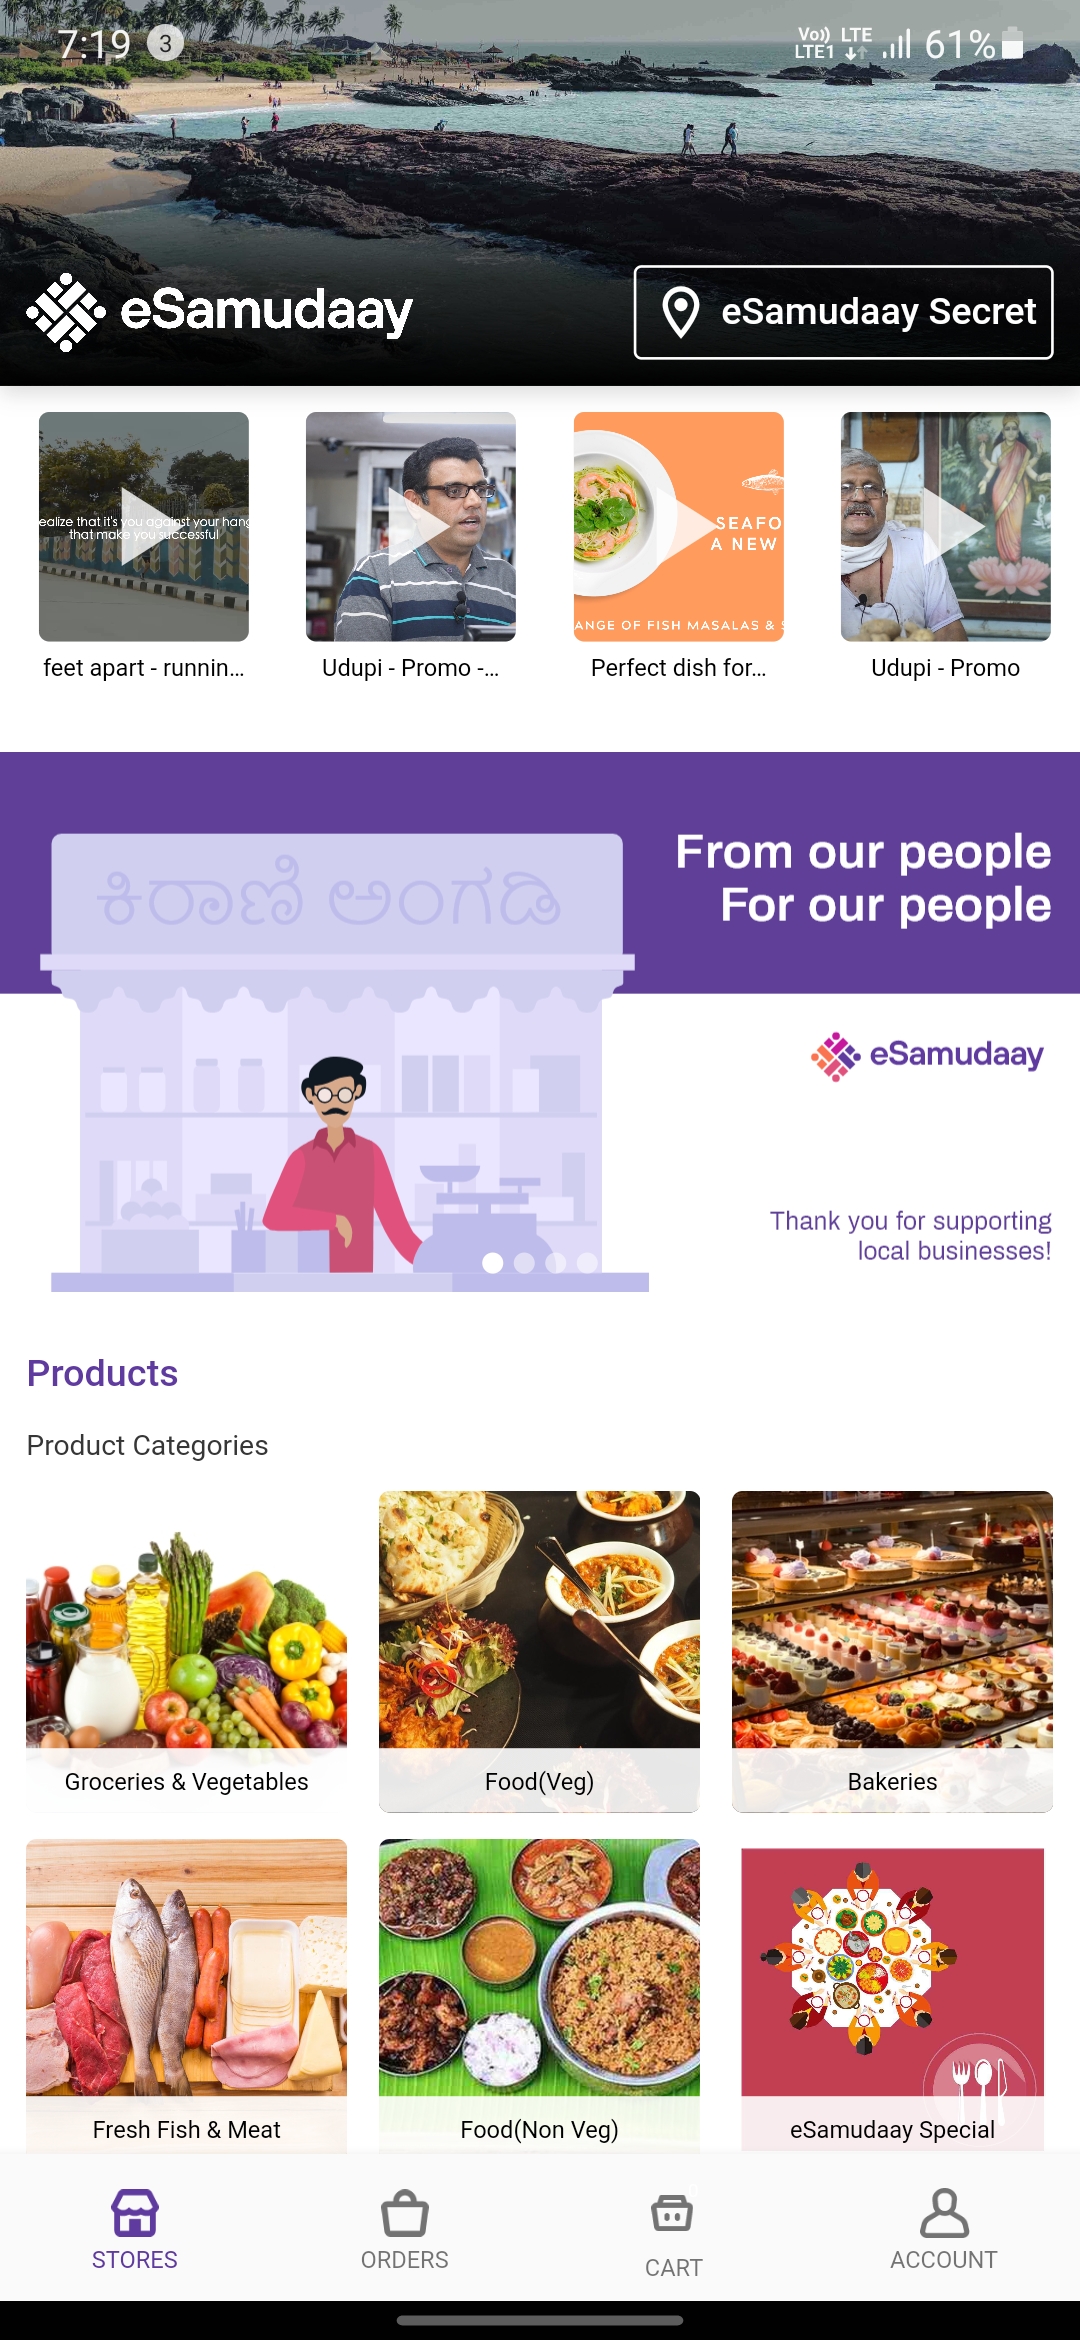 7:19 3 Vo)) LTE LTE1 61%
eSamudaay
eSamudaay Secret
ealize that it's you against your hang
that make you successful
SEAFO
A NEW
ANGE OF FISH MASALAS & S
feet apart - runnin...
Udupi - Promo -...
Perfect dish for...
Udupi - Promo
ಕಿರಾಣಿ ಅಂಗಡಿ
From our people
For our people
eSamudaay
Thank you for supporting
local businesses!
Products
Product Categories
Groceries & Vegetables
Food(Veg)
Bakeries
Fresh Fish & Meat
Food(Non Veg)
eSamudaay Special
STORES
ORDERS
CART
ACCOUNT